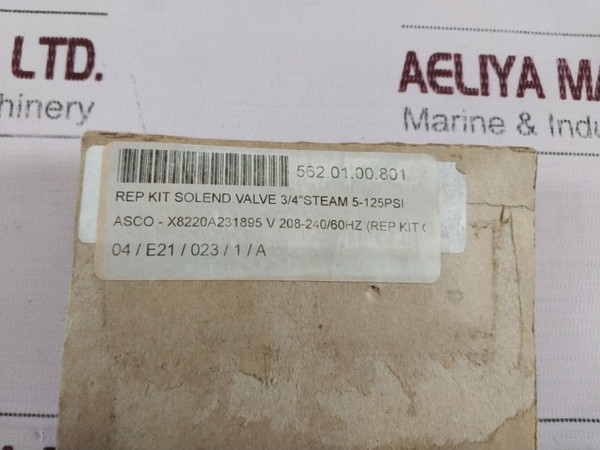 LTD.
AELIYA MA
hinery
Marine & Indu
562.01.00.801
REP KIT SOLEND.VALVE 3/4"STEAM 5-125PSI
ASCO - X8220A231895 V 208-240/60HZ (REP KIT
04 / E21 / 023 / 1 / A